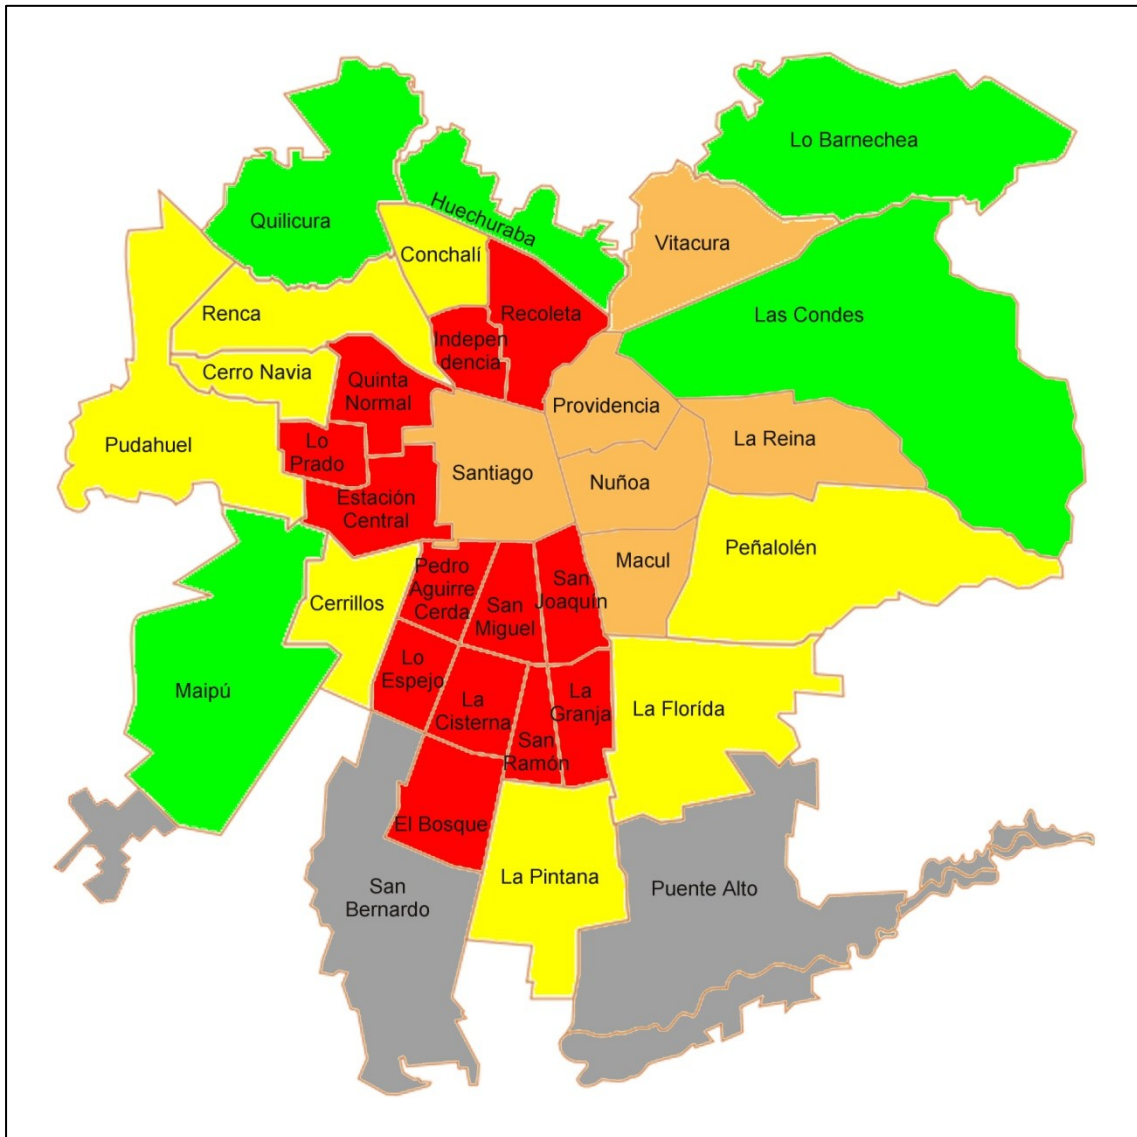 Lo Barnechea
Quilicura
Huechuraba
Vitacura
Conchalí
Renca
Recoleta
Las Condes
Indepen
dencia
Cerro Navia
Quinta
Normal
Providencia
Pudahuel
Lo
Prado
La Reina
Santiago
Nuñoa
Estación
Central
Peñalolén
Macul
Pedro
Aguirre
Cerda
San
Joaquín
Cerrillos
San
Miguel
Maipú
Lo
Espejo
La
Cisterna
La
Granja
La Florída
San
Ramón
El Bosque
La Pintana
San
Bernardo
Puente Alto